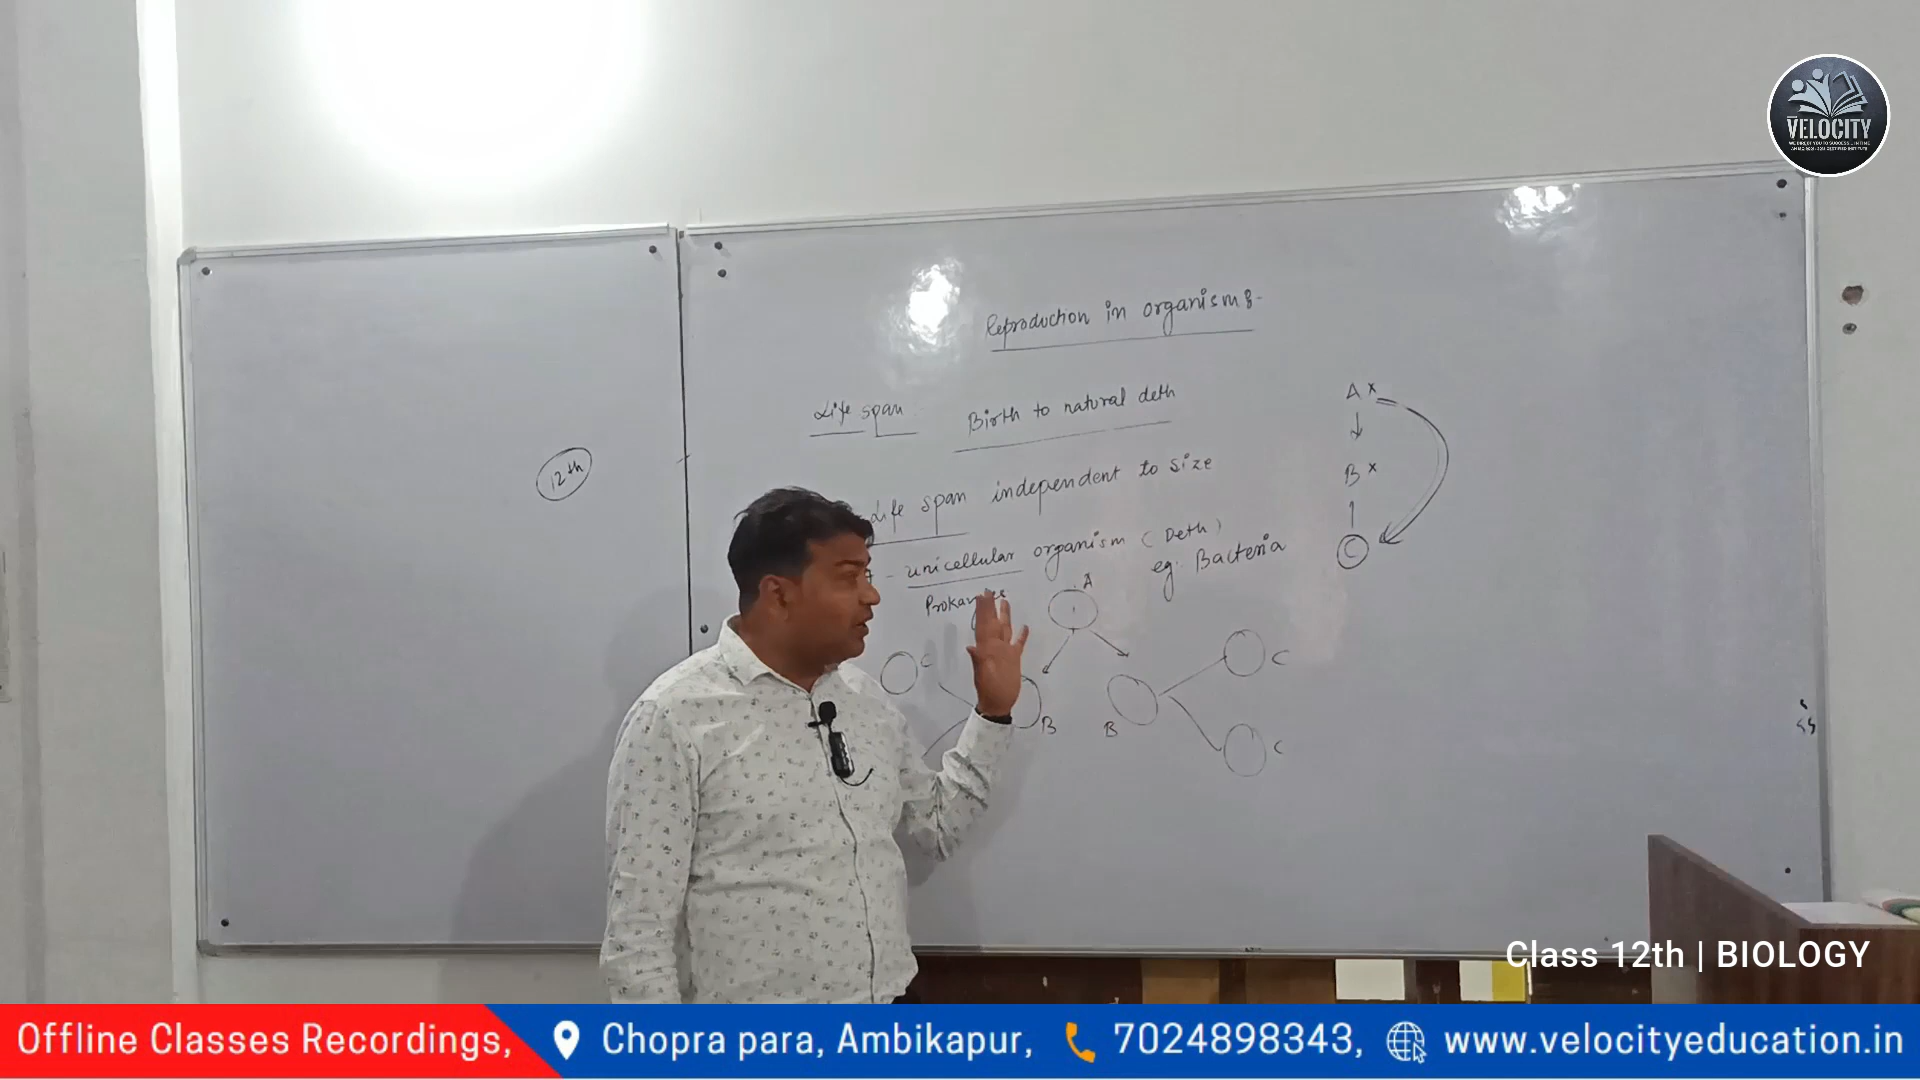 VELOCITY
Reproduction in organisms-
Life span
Birth to natural deth
12th
Life span independent to size
unicellular organism (Deth)
eg. Bacteria
A x
B x
C
A
C
B
B
C
C
Class 12th | BIOLOGY
Offline Classes Recordings,
Chopra para, Ambikapur,
7024898343,
www.velocityeducation.in